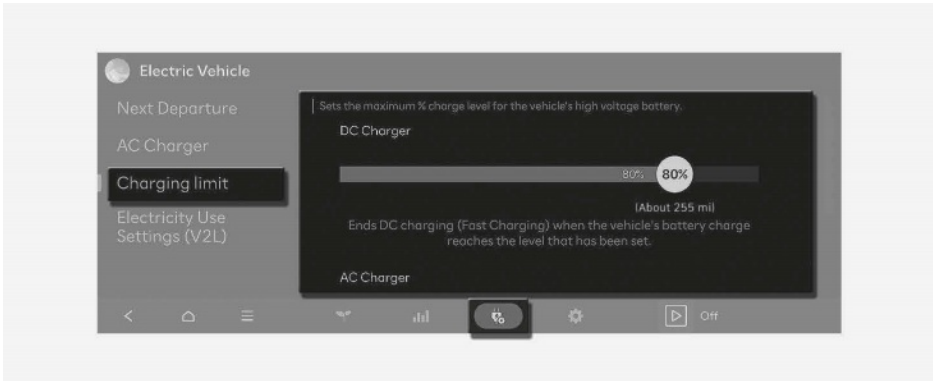 Electric Vehicle
Next Departure
AC Charger
Charging limit
Electricity Use
Settings (V2L)
Sets the maximum % charge level for the vehicle's high voltage battery.
DC Charger
80%
80%
(About 255 mi)
Ends DC charging (Fast Charging) when the vehicle's battery charge
reaches the level that has been set.
AC Charger
Off